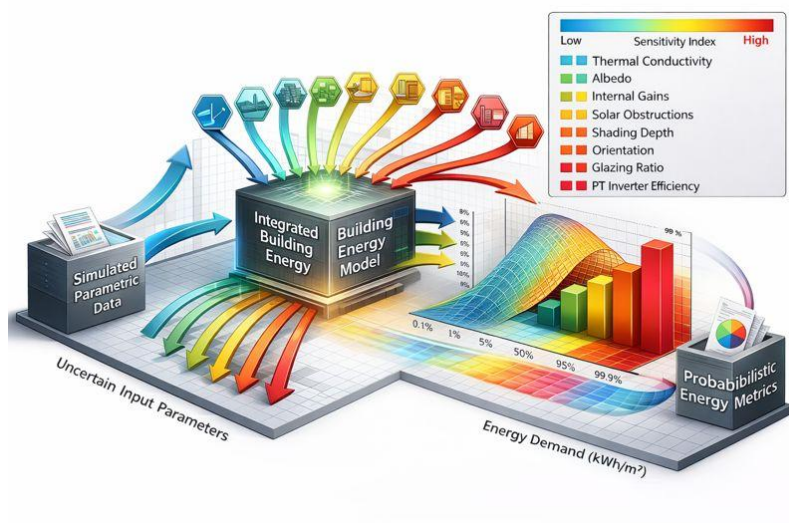 Low Sensitivity Index High
Thermal Conductivity
Albedo
Internal Gains
Solar Obstructions
Shading Depth
Orientation
Glazing Ratio
PT Inverter Efficiency
Integrated
Building
Energy
Building
Energy
Model
Simulated
Parametric
Data
99 %
0.1% 1% 5% 50% 95% 99.9%
Probabibilistic
Energy Metrics
Uncertain Input Parameters
Energy Demand (kWh/m²)